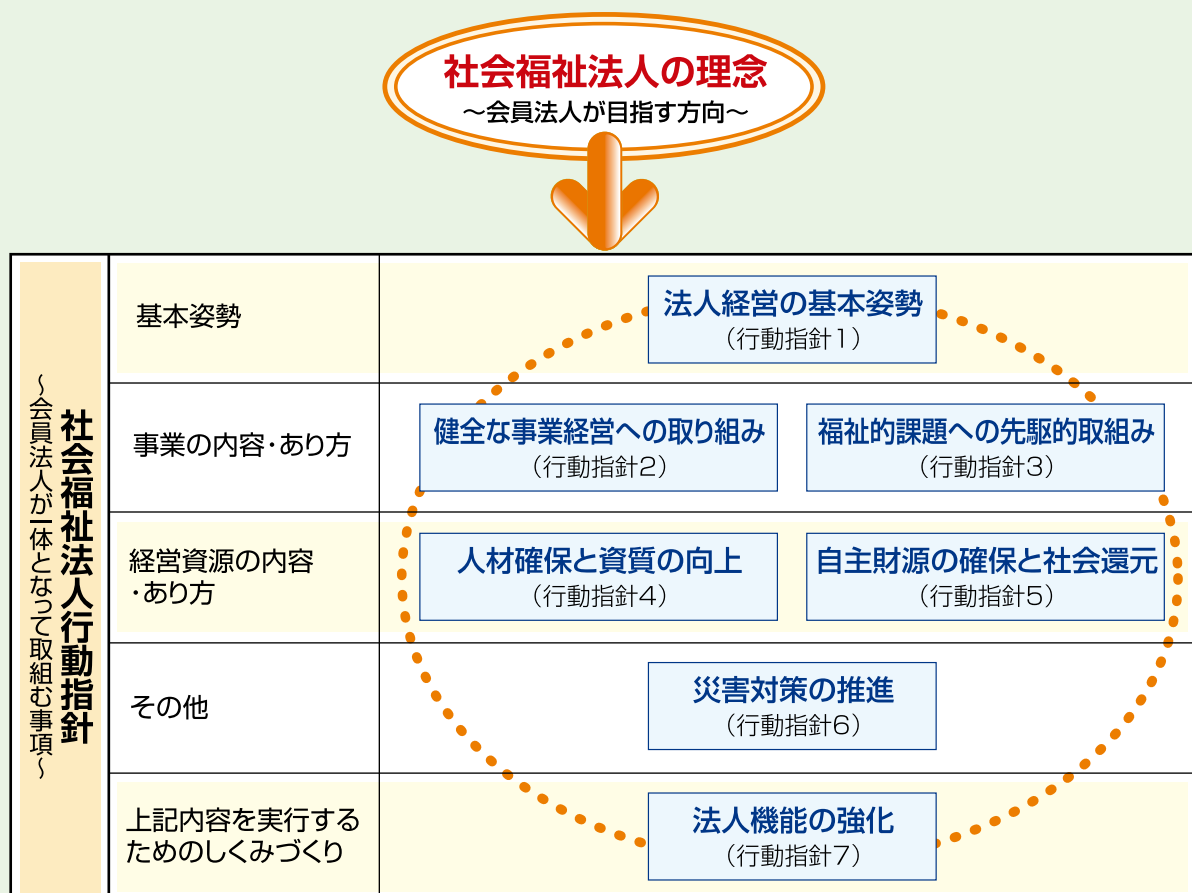 社会福祉法人の理念
～会員法人が目指す方向～
社会福祉法人行動指針
～会員法人が一体となって取組む事項～
基本姿勢
法人経営の基本姿勢
（行動指針1）
事業の内容・あり方
健全な事業経営への取り組み
（行動指針2）
福祉的課題への先駆的取組み
（行動指針3）
経営資源の内容
・あり方
人材確保と資質の向上
（行動指針4）
自主財源の確保と社会還元
（行動指針5）
その他
災害対策の推進
（行動指針6）
上記内容を実行する
ためのしくみづくり
法人機能の強化
（行動指針7）